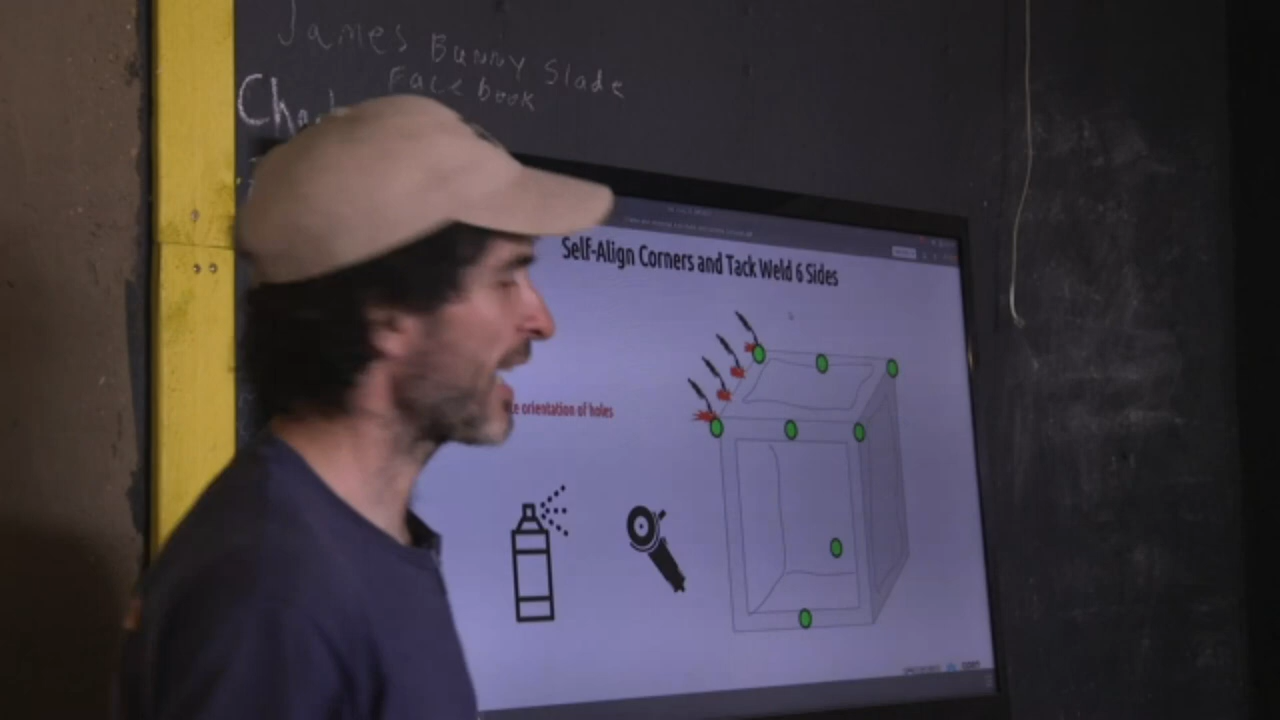 James Bunny Slade
Facebook
Self-Align Corners and Tack Weld 6 Sides
orientation of holes